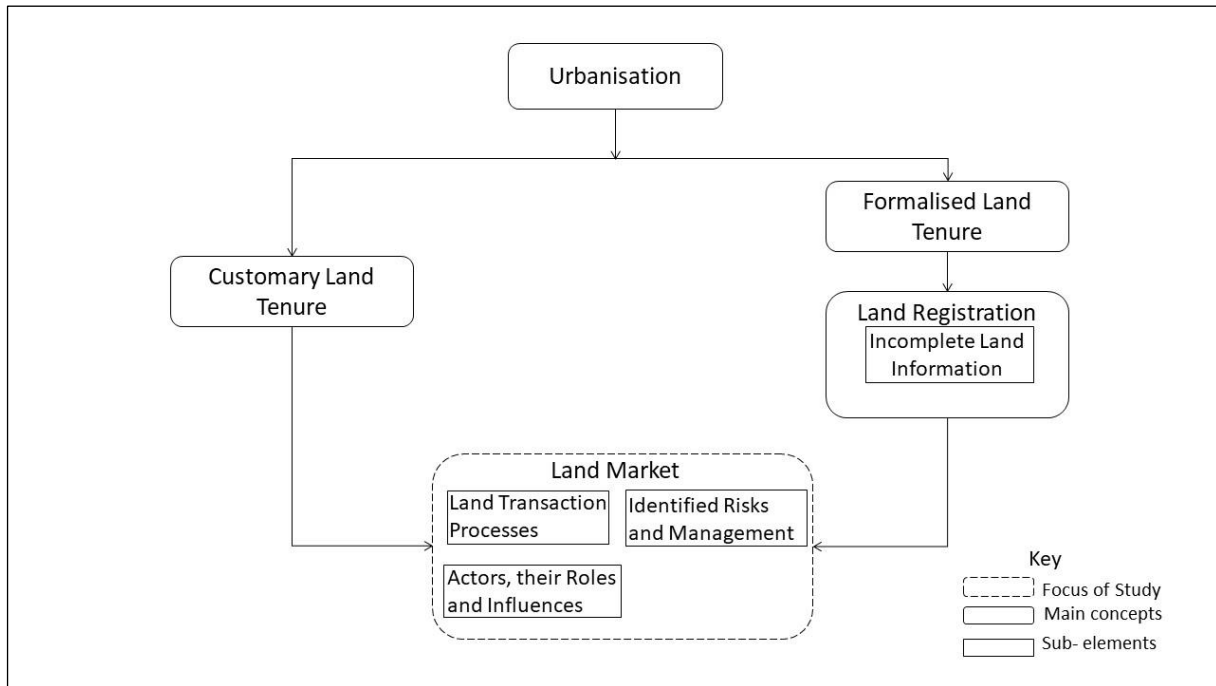 Urbanisation
Formalised Land
Tenure
Customary Land
Tenure
Land Registration
Incomplete Land
Information
Land Market
Land Transaction
Processes
Identified Risks
and Management
Actors, their Roles
and Influences
Key
Focus of Study
Main concepts
Sub- elements